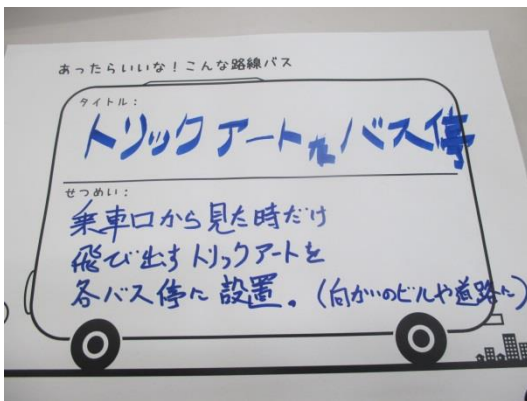 あったらいいな!こんな路線バス
タイトル:
トリックアートなバス停
せつめい:
乗車口から見た時だけ
飛び出すトリックアートを
各バス停に設置。(向かいのビルや道路に)